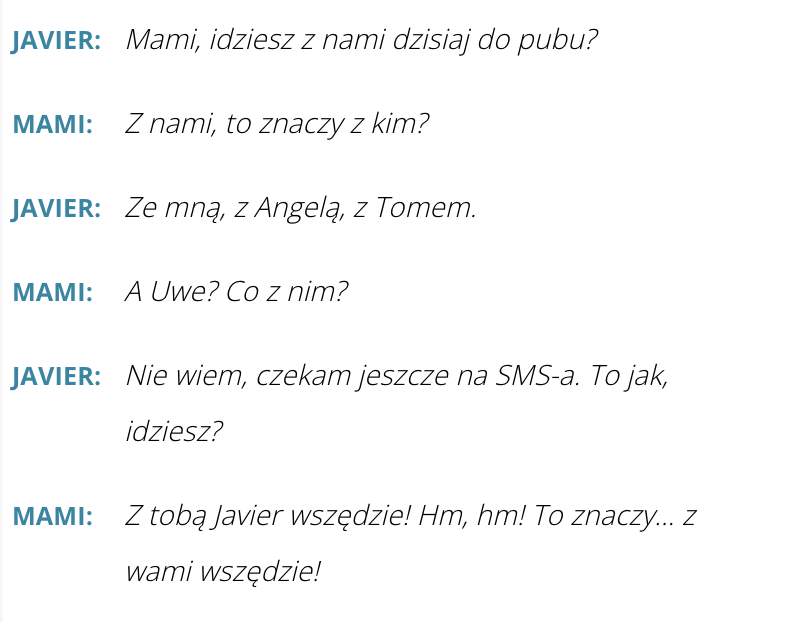 JAVIER: Mami, idziesz z nami dzisiaj do pubu?
MAMI: Z nami, to znaczy z kim?
JAVIER: Ze mną, z Angelą, z Tomem.
MAMI: A Uwe? Co z nim?
JAVIER: Nie wiem, czekam jeszcze na SMS-a. To jak,
idziesz?
MAMI: Z tobą Javier wszędzie! Hm, hm! To znaczy... z
wami wszędzie!